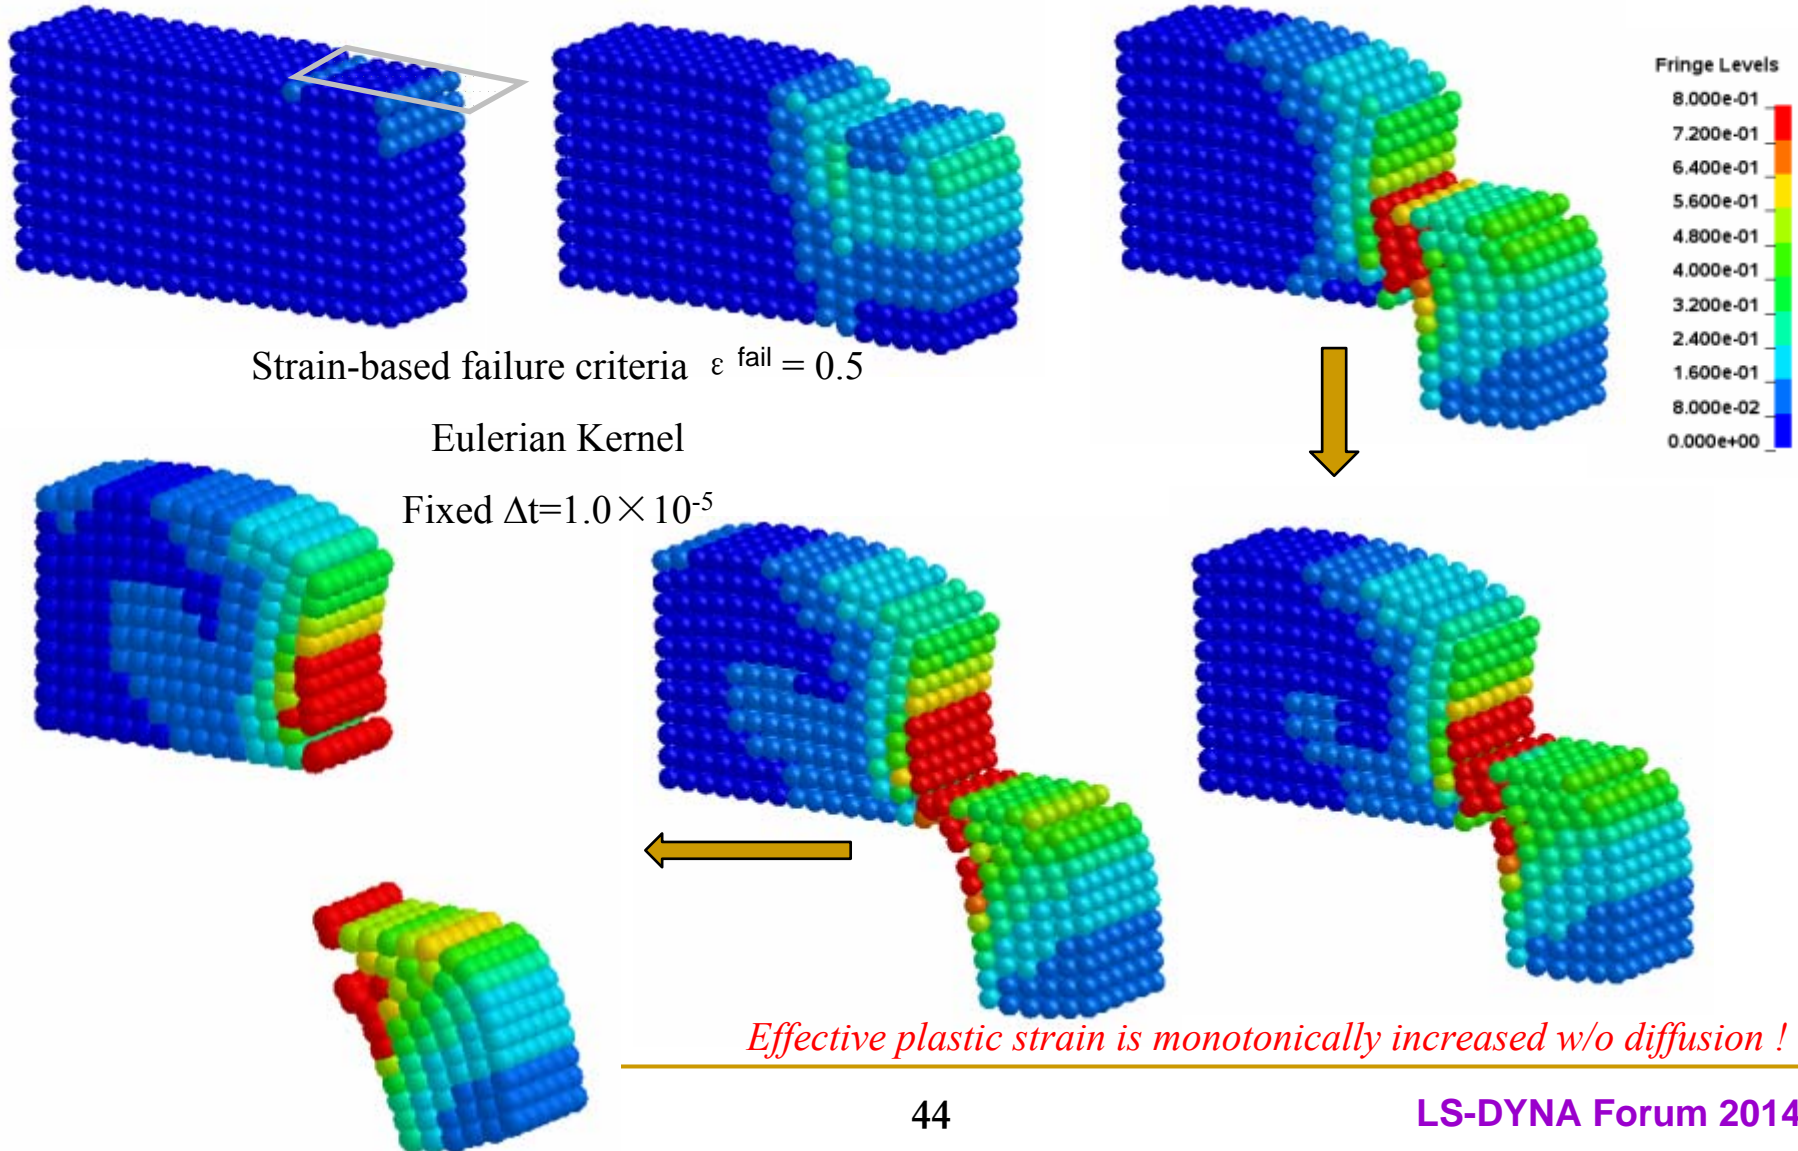 Fringe Levels
8.000e-01
7.200e-01
6.400e-01
5.600e-01
4.800e-01
4.000e-01
3.200e-01
2.400e-01
1.600e-01
8.000e-02
0.000e+00
Strain-based failure criteria ε fail = 0.5
Eulerian Kernel
Fixed Δt=1.0×10-5
Effective plastic strain is monotonically increased w/o diffusion !
44
LS-DYNA Forum 2014